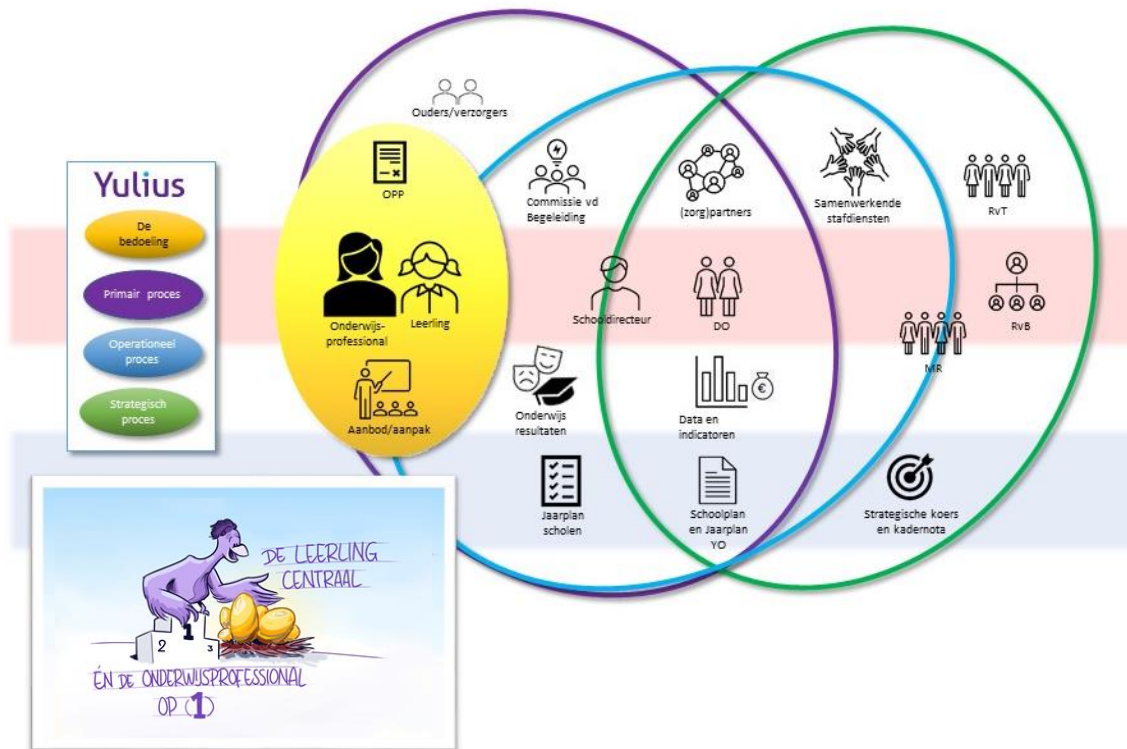 Yulius
De
bedoeling
Primair proces
Operationeel
proces
Strategisch
proces
Ouders/verzorgers
OPP
Commissie vd
Begeleiding
(zorg)partners
Samenwerkende
stafdiensten
RvT
Onderwijs-
professional
Leerling
Schooldirecteur
DO
MR
RvB
Aanbod/aanpak
Onderwijs
resultaten
Data en
indicatoren
€
Jaarplan
scholen
Schoolplan
en Jaarplan
YO
Strategische koers
en kadernota
DE LEERLING
CENTRAAL
1
2
3
ÉN DE ONDERWIJSPROFESSIONAL
OP (1)